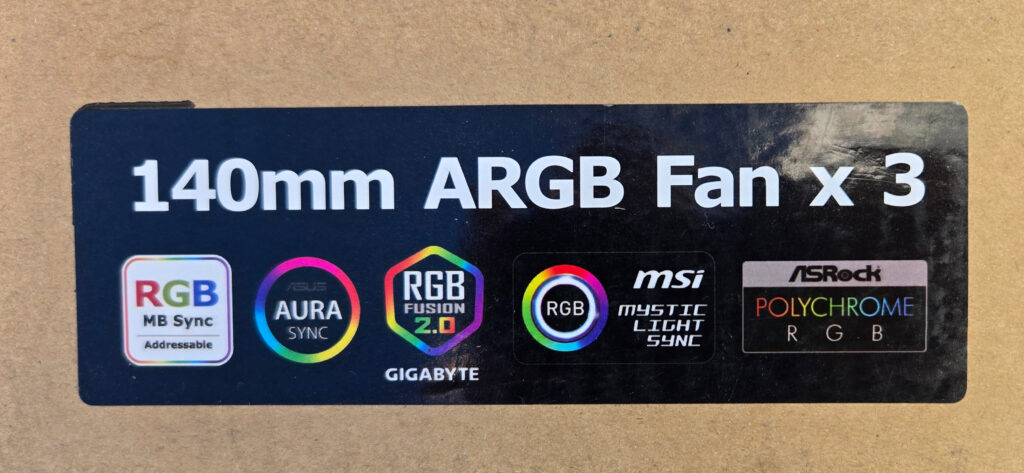 140mm ARGB Fan x 3
RGB
MB Sync
Addressable
ASUS
AURA
SYNC
RGB
FUSION
2.0
GIGABYTE
RGB
msi
MYSTIC
LIGHT
SYNC
ASRock
POLYCHROME
RGB